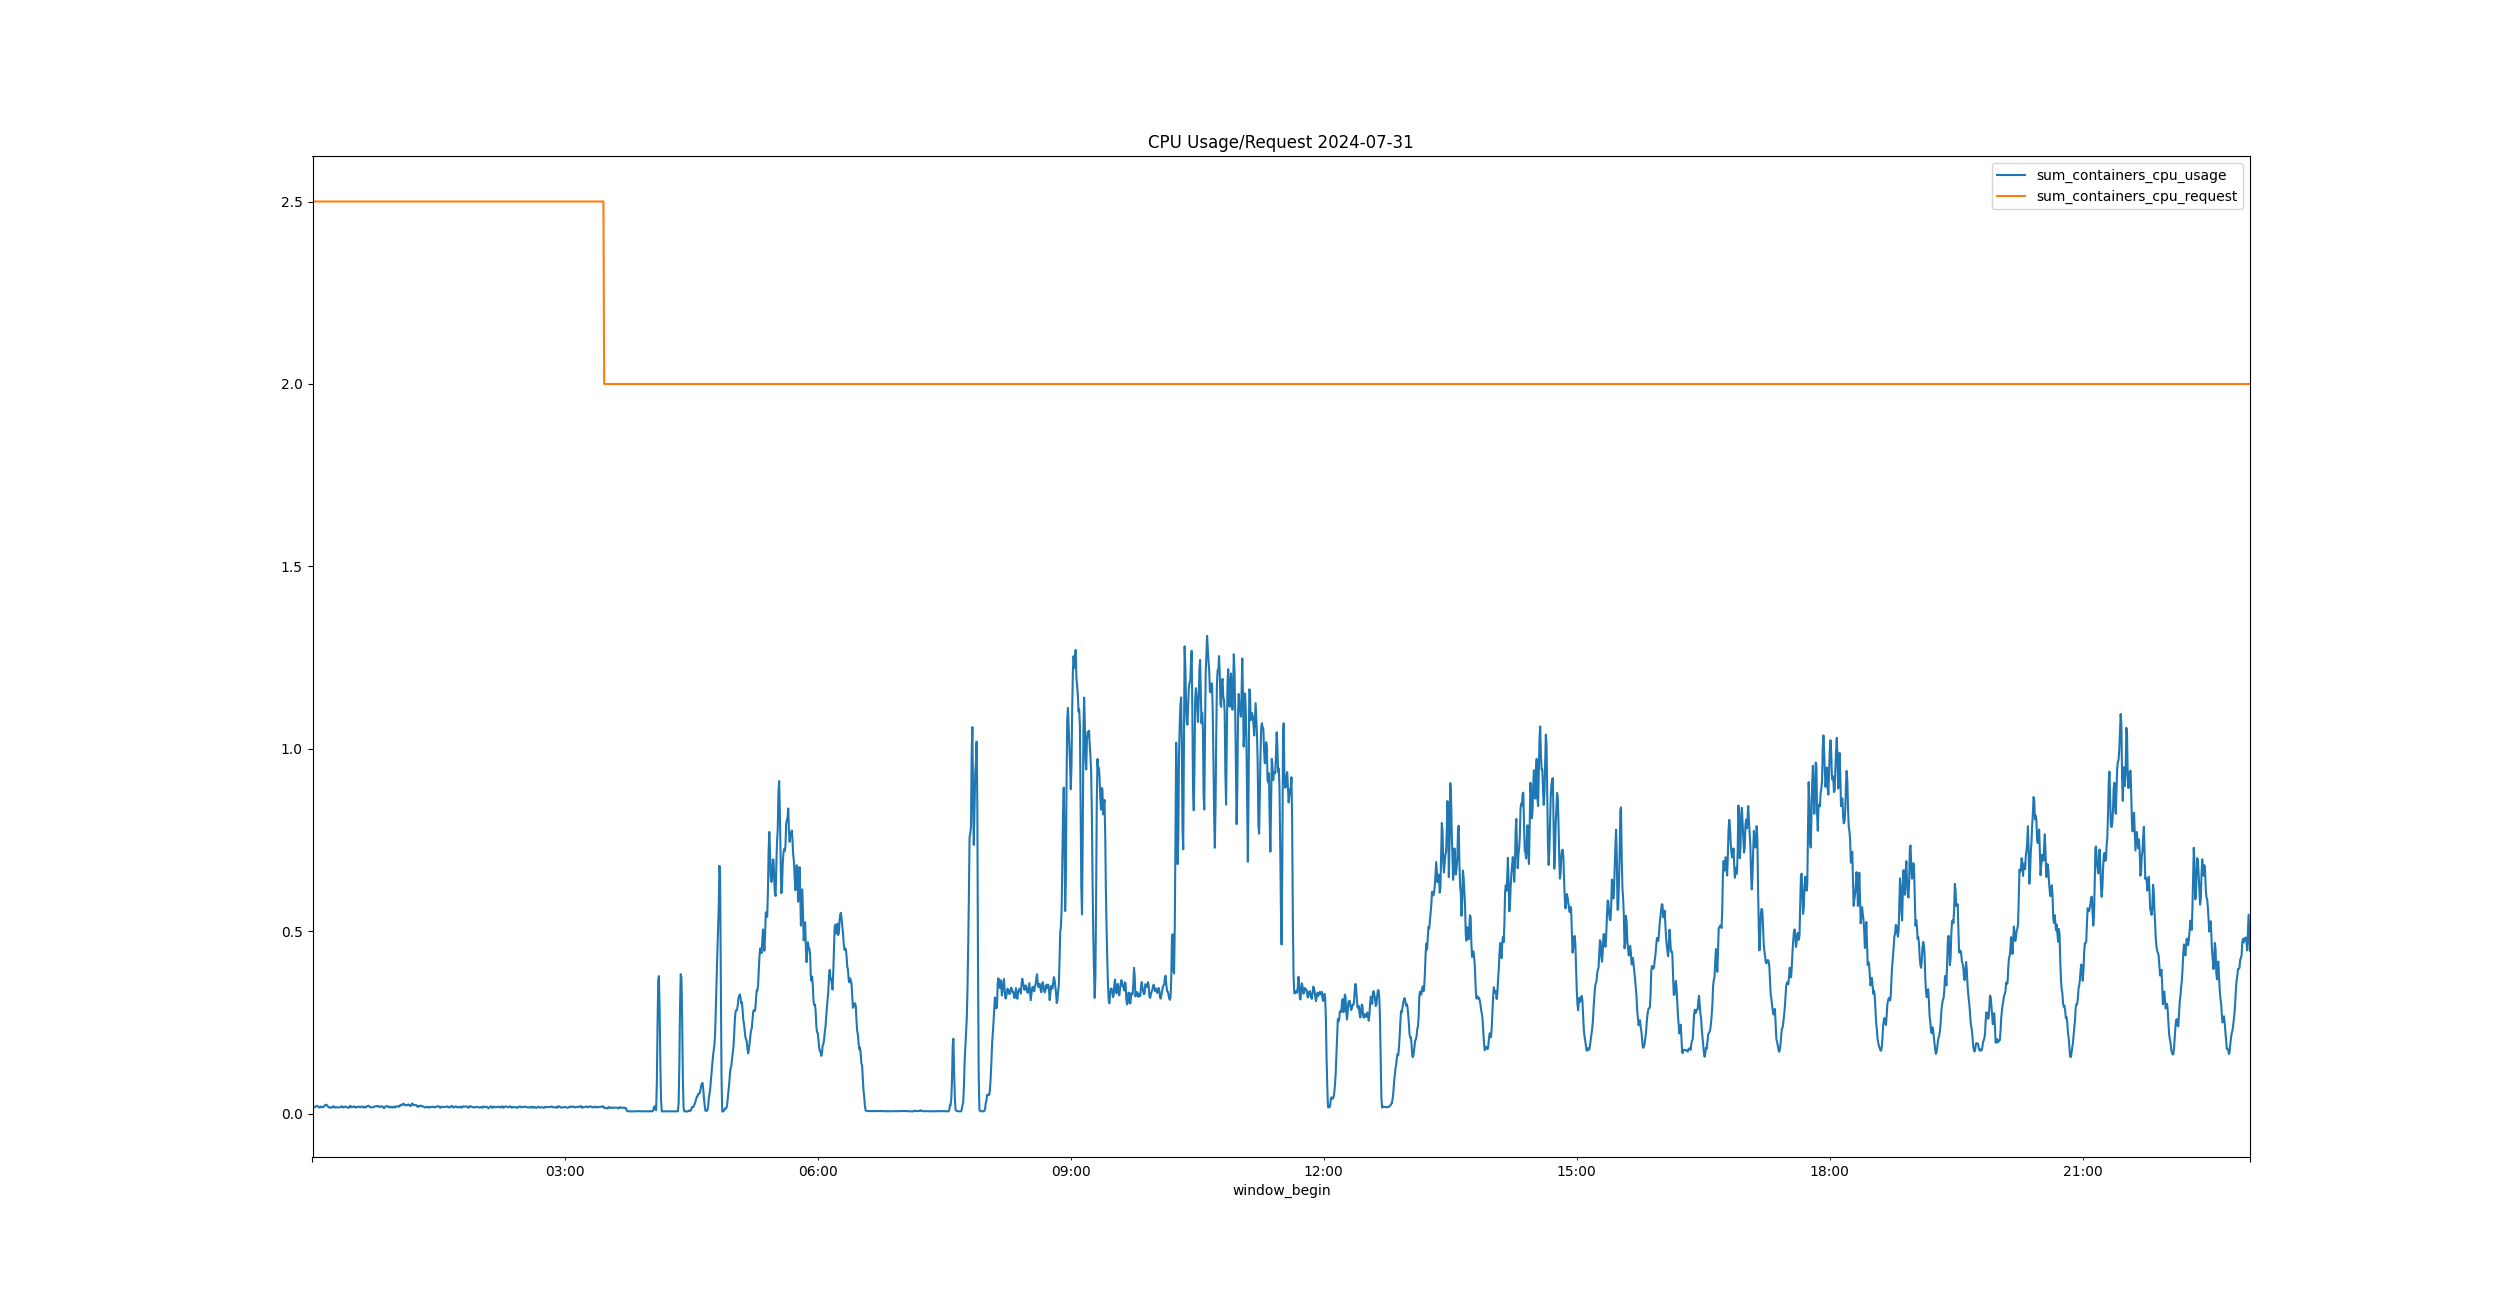 CPU Usage/Request 2024-07-31
sum_containers_cpu_usage
sum_containers_cpu_request
2.5
2.0
1.5
1.0
0.5
0.0
03:00 06:00 09:00 12:00 15:00 18:00 21:00
window_begin